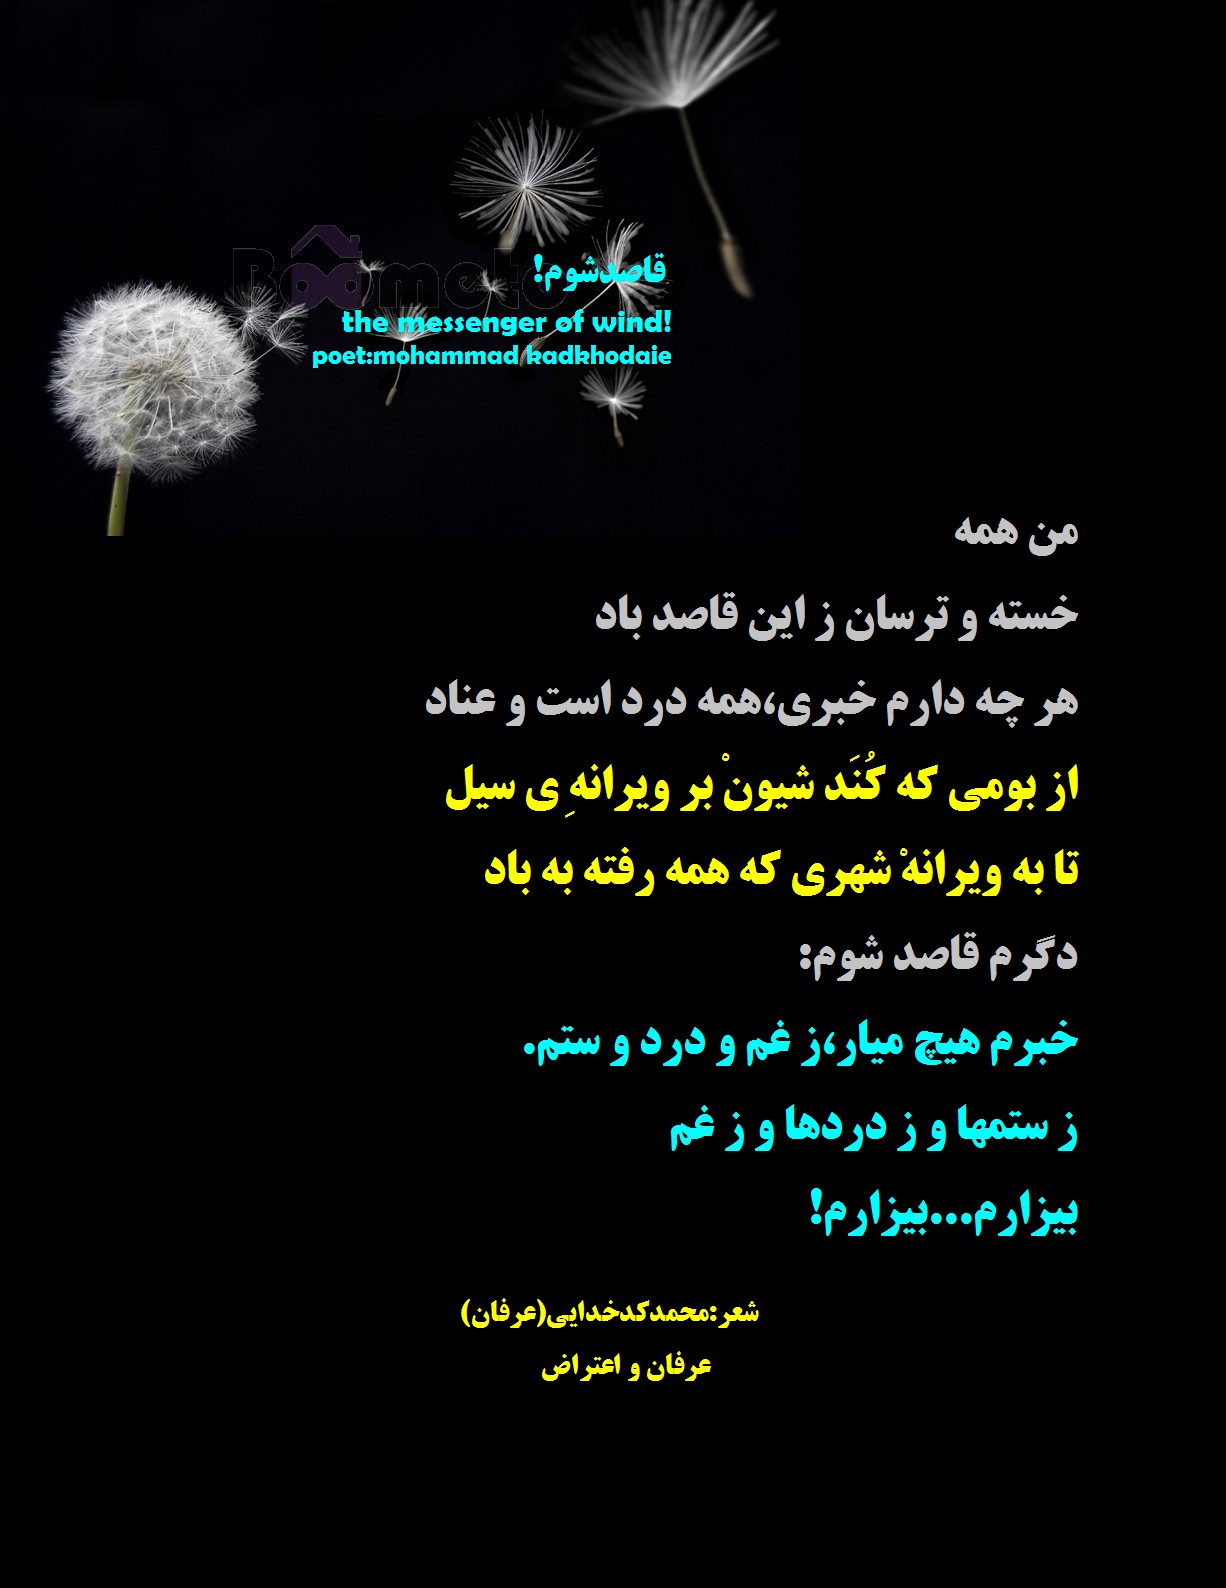 Boometo
قاصدشوم!
the messenger of wind!
poet:mohammad kadkhodaie
من همه
خسته و ترسان ز این قاصد باد
هر چه دارم خبری،همه درد است و عناد
از بومی که کُنَد شیونْ بر ویرانهِ ی سیل
تا به ویرانهْ شهری که همه رفته به باد
دگرم قاصد شوم:
خبرم هیچ میار،ز غم و درد و ستم.
ز ستمها و ز دردها و ز غم
بیزارم...بیزارم!
شعر:محمدکدخدایی(عرفان)
عرفان و اعتراض